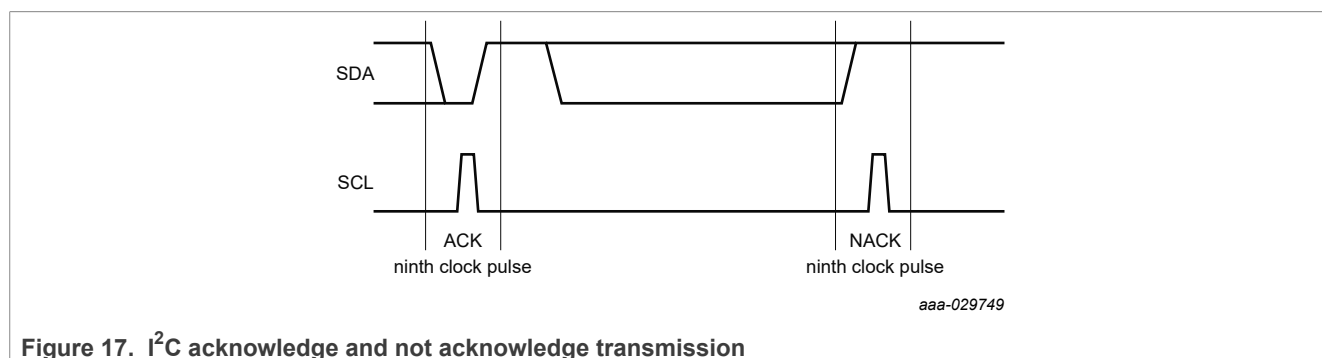 SDA
SCL
ACK
NACK
ninth clock pulse
ninth clock pulse
aaa-029749
Figure 17. I²C acknowledge and not acknowledge transmission